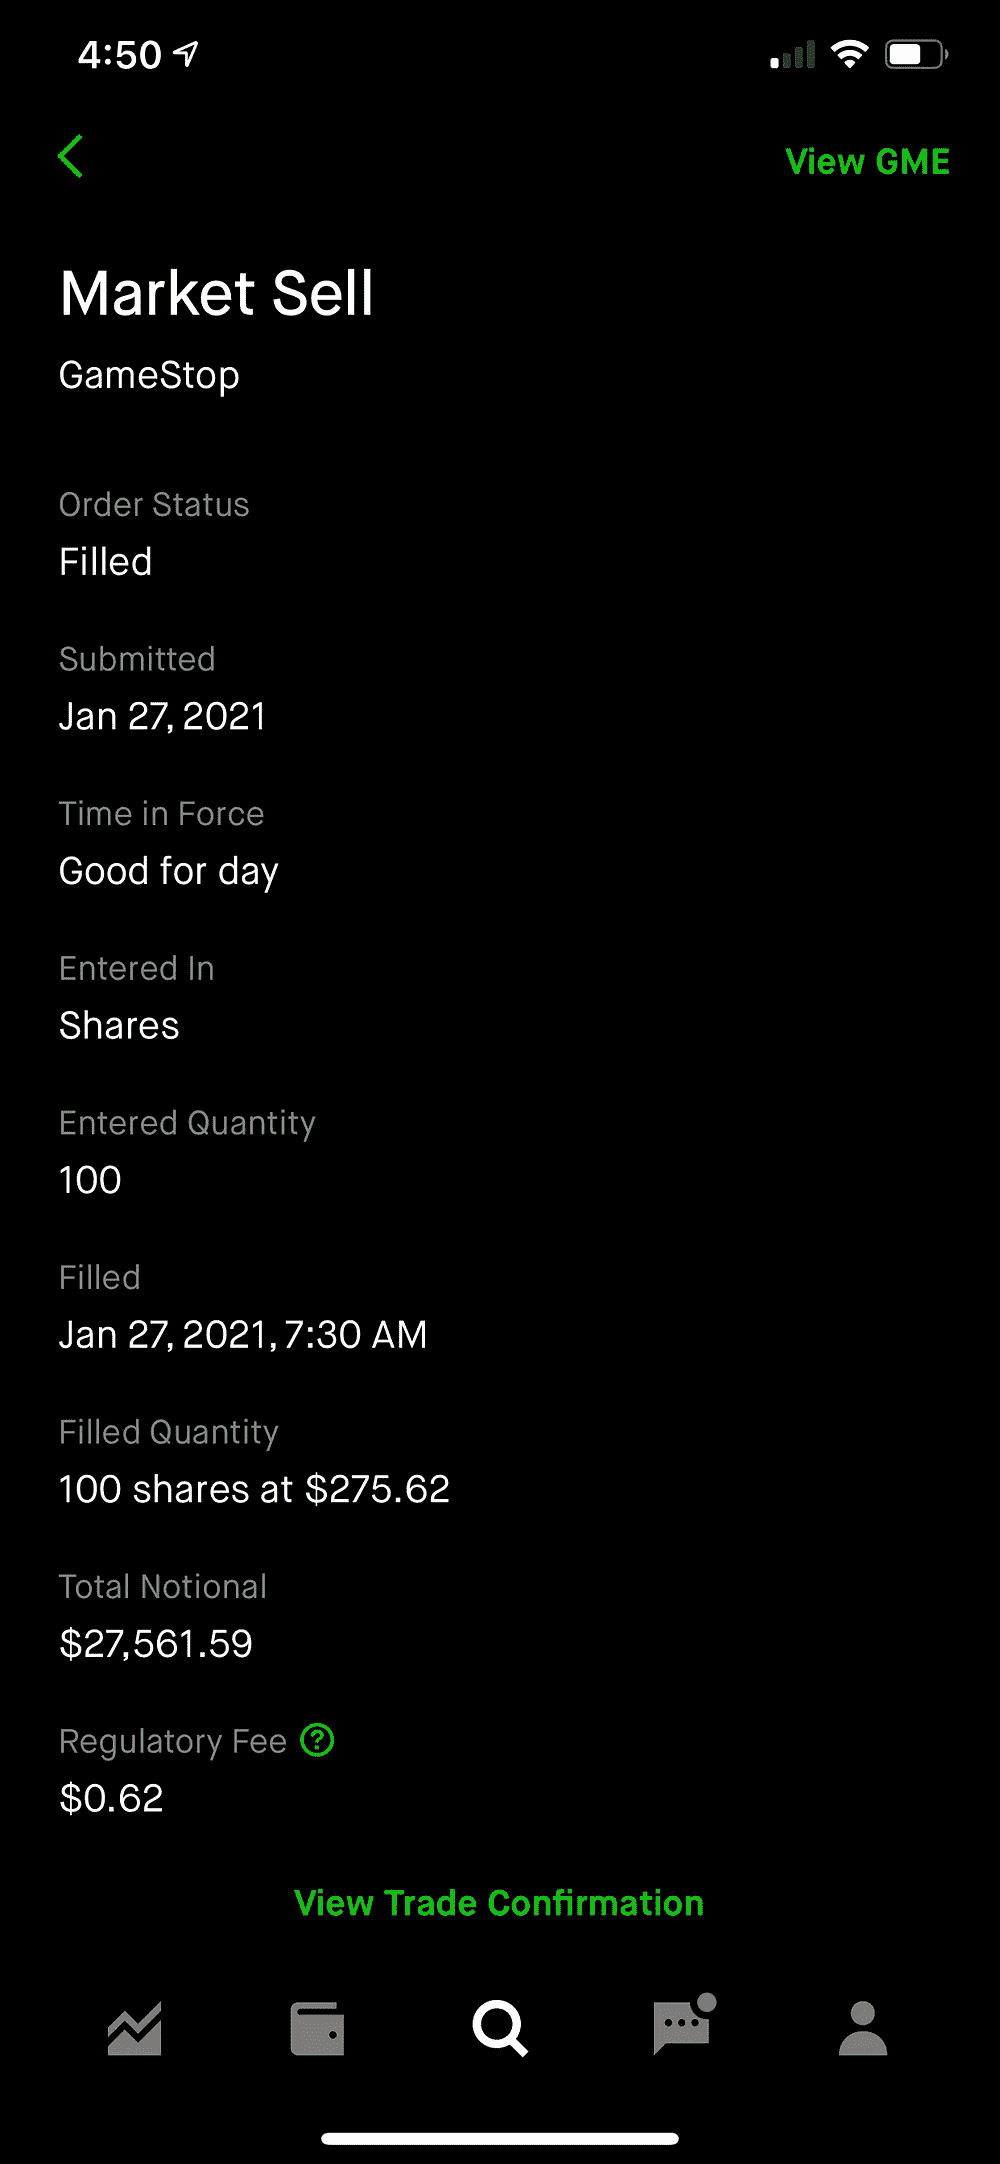 4:50
View GME
Market Sell
GameStop
Order Status
Filled
Submitted
Jan 27, 2021
Time in Force
Good for day
Entered In
Shares
Entered Quantity
100
Filled
Jan 27, 2021, 7:30 AM
Filled Quantity
100 shares at $275.62
Total Notional
$27,561.59
Regulatory Fee ?
$0.62
View Trade Confirmation